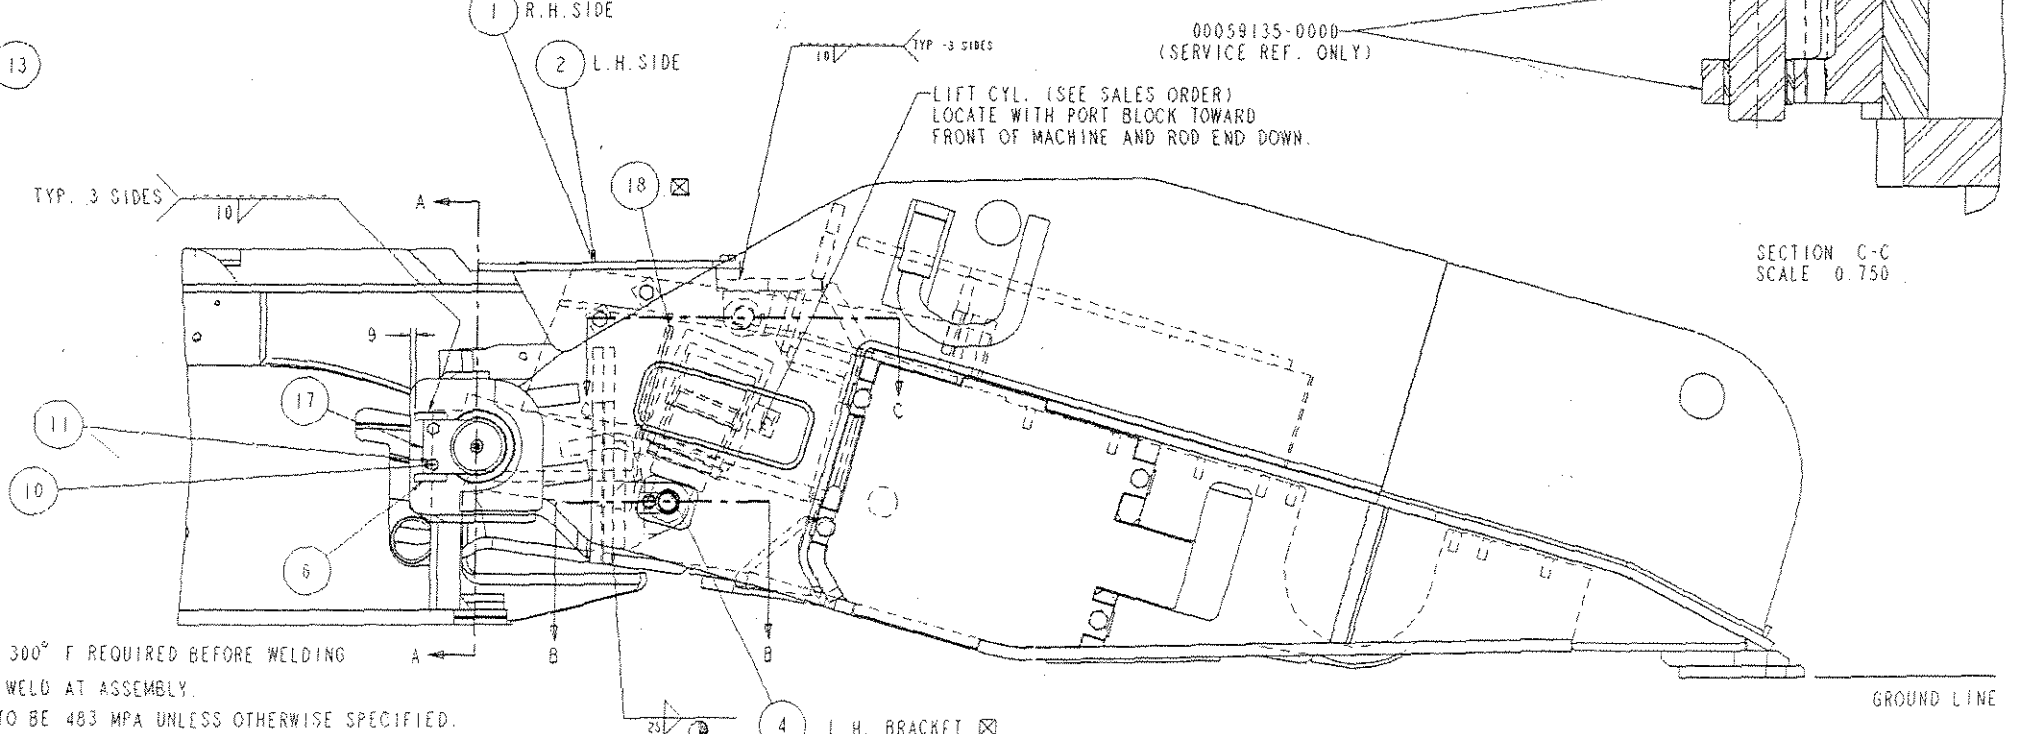 1 R.H. SIDE
2 L.H. SIDE
13
10
TYP -3 SIDES
00059135-000D
(SERVICE REF. ONLY)
LIFT CYL. (SEE SALES ORDER)
LOCATE WITH PORT BLOCK TOWARD
FRONT OF MACHINE AND ROD END DOWN.
18
TYP. 3 SIDES
10
A
SECTION C-C
SCALE 0.750
9
17
C
C
11
10
6
300° F REQUIRED BEFORE WELDING
A
B
B
WELD AT ASSEMBLY.
TO BE 483 MPA UNLESS OTHERWISE SPECIFIED.
GROUND LINE
25
4 L.H. BRACKET